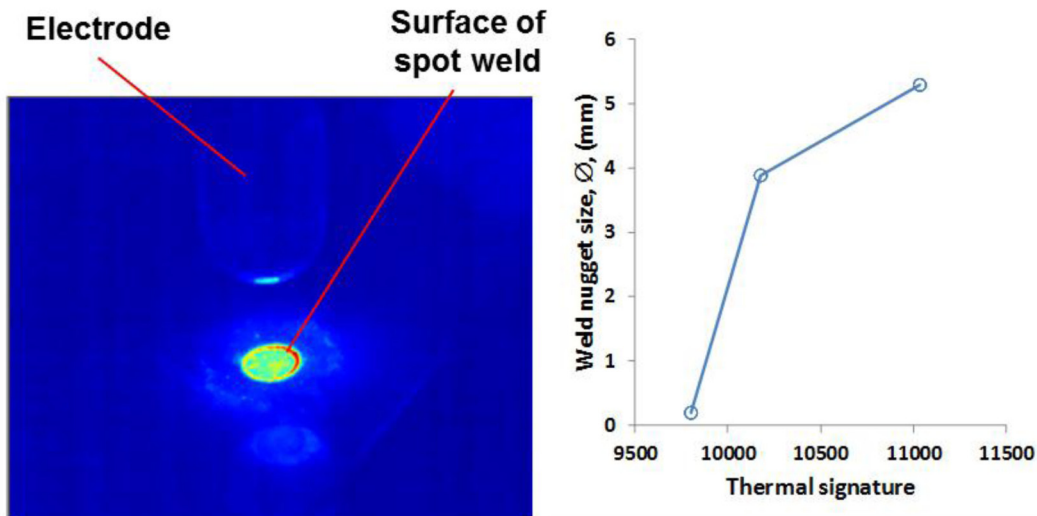 Electrode
Surface of
spot weld
Weld nugget size, ∅, (mm)
6
5
4
3
2
1
0
9500 10000 10500 11000 11500
Thermal signature